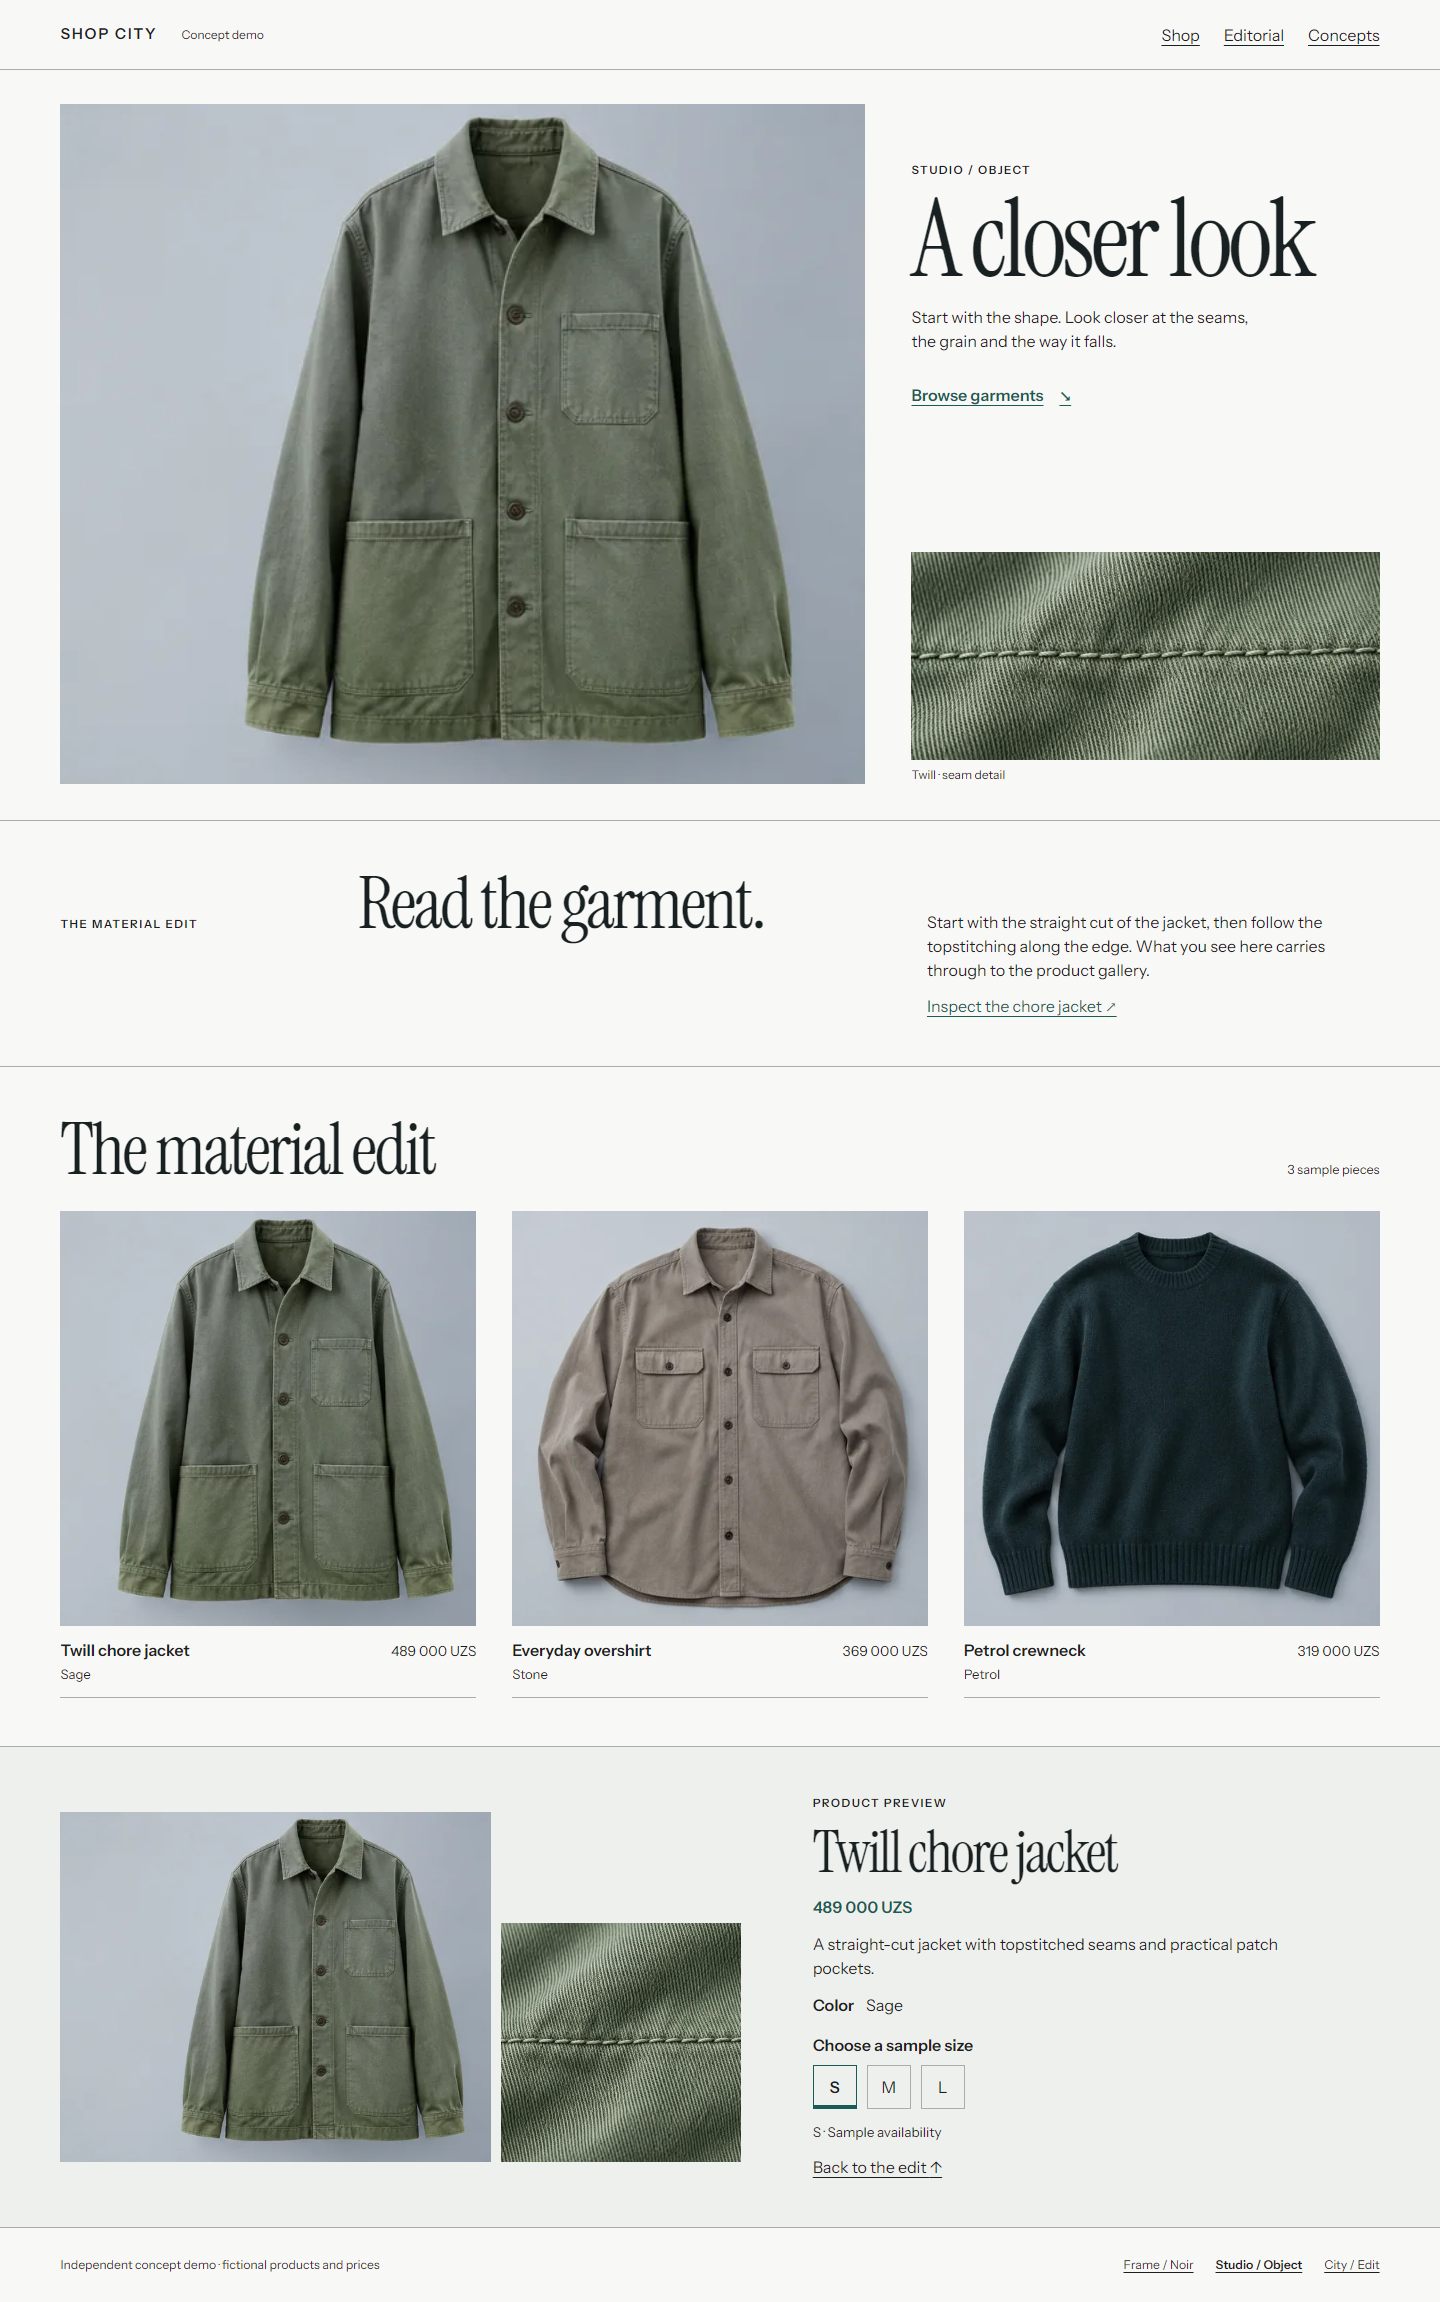 SHOP CITY
Concept demo
Shop
Editorial
Concepts
STUDIO / OBJECT
A closer look
Start with the shape. Look closer at the seams,
the grain and the way it falls.
Browse garments ↘
Twill · seam detail
THE MATERIAL EDIT
Read the garment.
Start with the straight cut of the jacket, then follow the
topstitching along the edge. What you see here carries
through to the product gallery.
Inspect the chore jacket ↗
The material edit
3 sample pieces
Twill chore jacket
489 000 UZS
Sage
Everyday overshirt
369 000 UZS
Stone
Petrol crewneck
319 000 UZS
Petrol
PRODUCT PREVIEW
Twill chore jacket
489 000 UZS
A straight-cut jacket with topstitched seams and practical patch
pockets.
Color Sage
Choose a sample size
S M L
S · Sample availability
Back to the edit ↑
Independent concept demo · fictional products and prices
Frame / Noir
Studio / Object
City / Edit